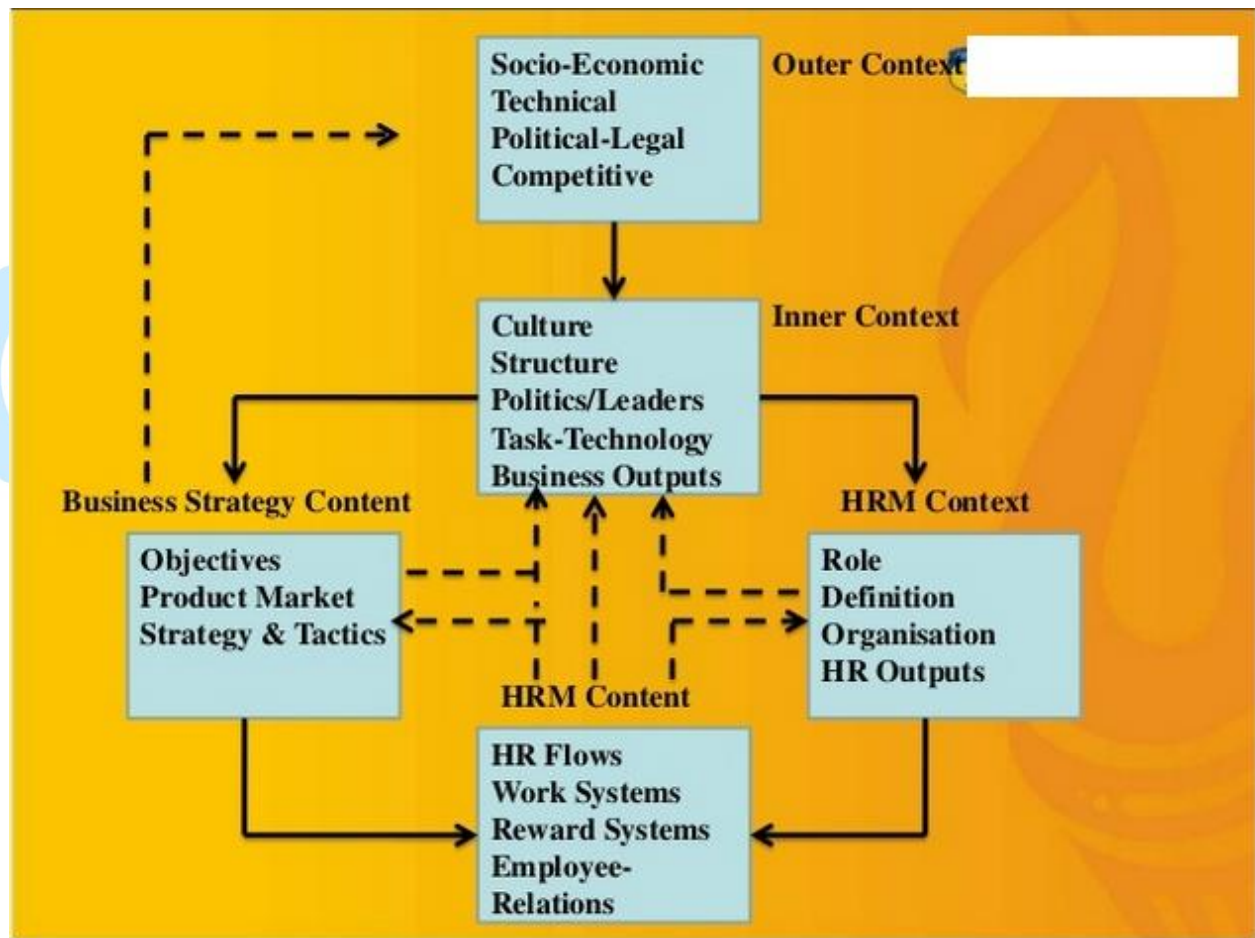 Socio-Economic
Technical
Political-Legal
Competitive
Outer Context
Culture
Structure
Politics/Leaders
Task-Technology
Business Outputs
Inner Context
Business Strategy Content
Objectives
Product Market
Strategy & Tactics
HRM Context
Role
Definition
Organisation
HR Outputs
HRM Content
HR Flows
Work Systems
Reward Systems
Employee-
Relations